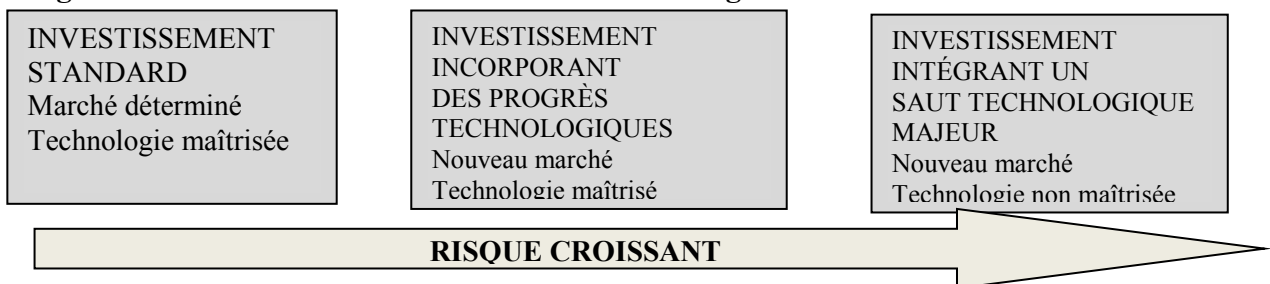 INVESTISSEMENT
STANDARD
Marché déterminé
Technologie maîtrisée
INVESTISSEMENT
INCORPORANT
DES PROGRÈS
TECHNOLOGIQUES
Nouveau marché
Technologie maîtrisé
INVESTISSEMENT
INTÉGRANT UN
SAUT TECHNOLOGIQUE
MAJEUR
Nouveau marché
Technologie non maîtrisée
RISQUE CROISSANT